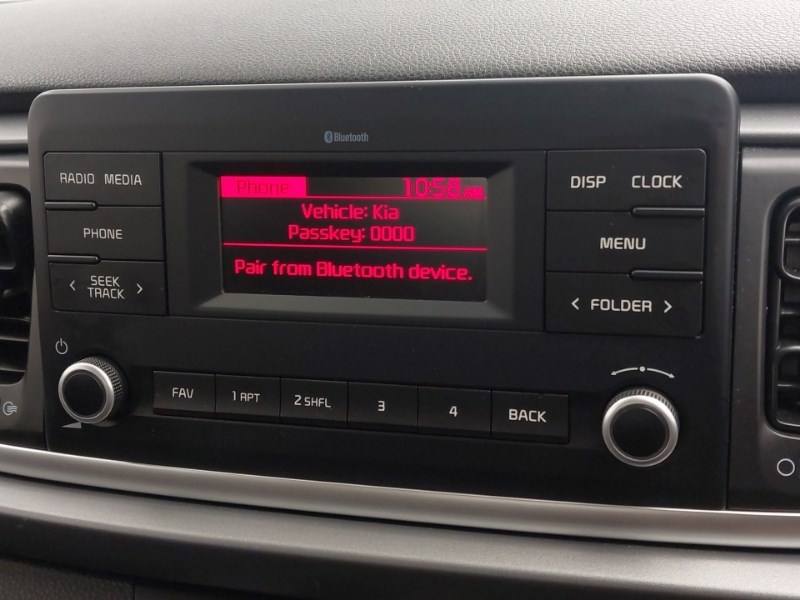 Bluetooth
RADIO MEDIA
PHONE
< SEEK TRACK >
Phone 10:58 AM
Vehicle: Kia
Passkey: 0000
Pair from Bluetooth device.
DISP CLOCK
MENU
< FOLDER >
FAV 1 RPT 2 SHFL 3 4 BACK